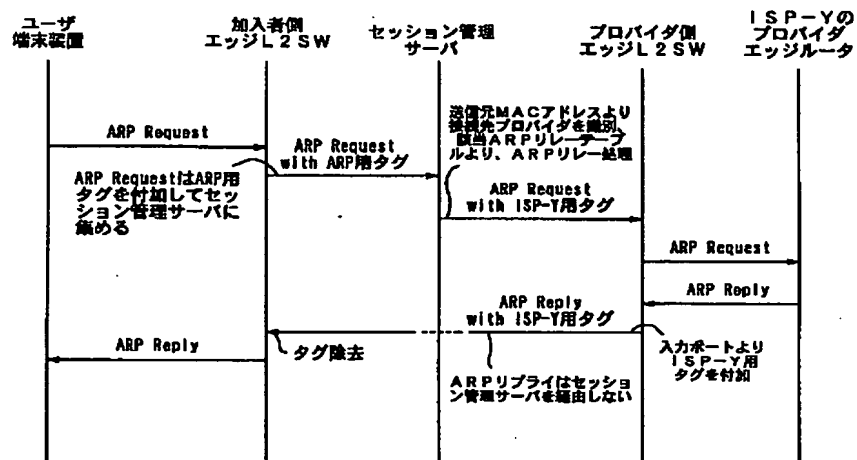 ユーザ
端末装置
加入者側
エッジＬ２ＳＷ
セッション管理
サーバ
プロバイダ側
エッジＬ２ＳＷ
ＩＳＰ－Ｙの
プロバイダ
エッジルータ
ARP Request
ARP Request
with ARP用タグ
ARP RequestはARP用
タグを付加してセッ
ション管理サーバに
集める
送信元ＭＡＣアドレスより
接続先プロバイダを識別、
該当ＡＲＰリレーテーブ
ルより、ＡＲＰリレー処理
ARP Request
with ISP-Y用タグ
ARP Request
ARP Reply
ARP Reply
with ISP-Y用タグ
入力ポートより
ＩＳＰ－Ｙ用
タグを付加
ＡＲＰリプライはセッショ
ン管理サーバを経由しない
タグ除去
ARP Reply